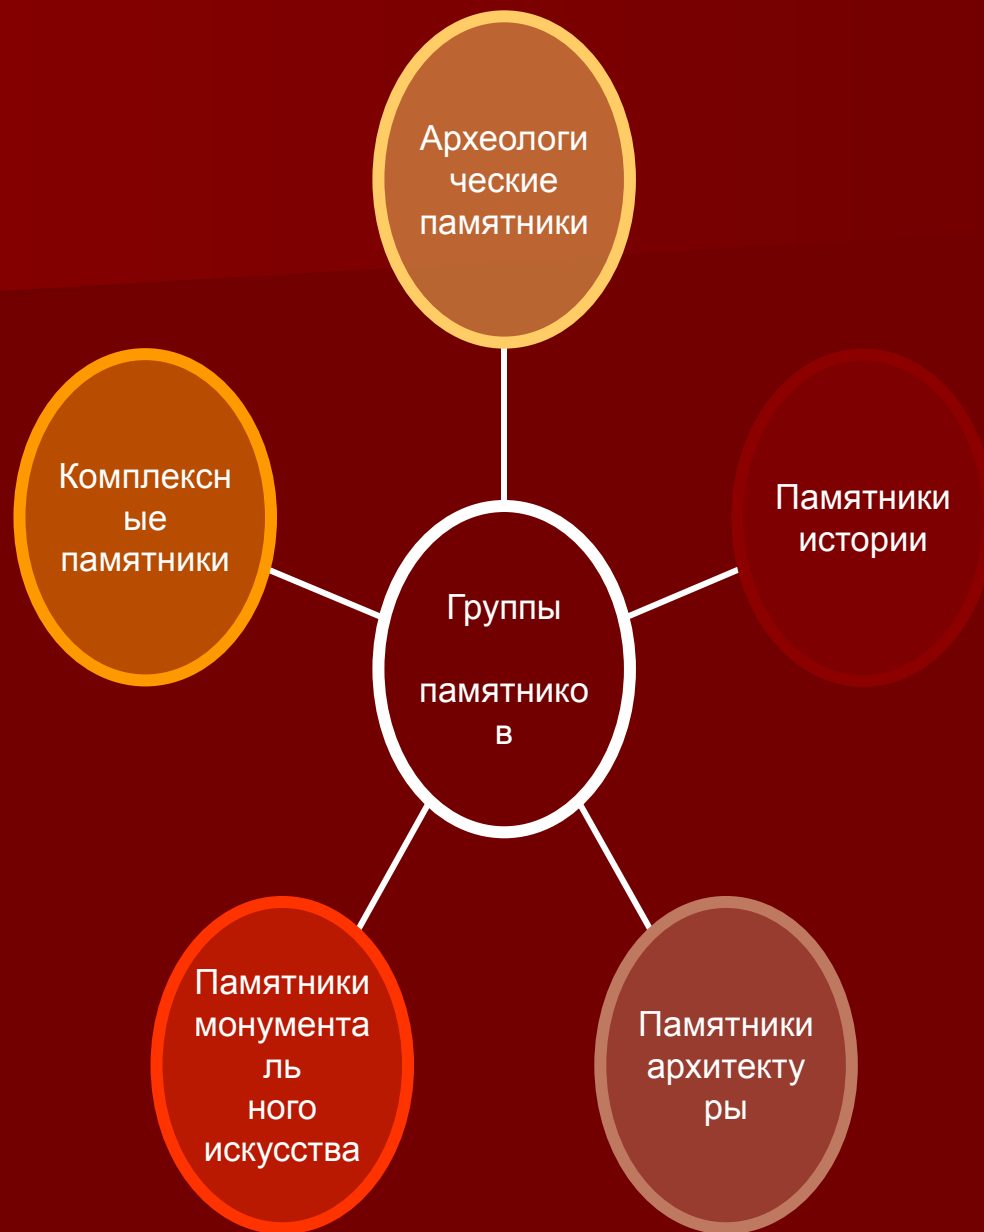 Археологи
ческие
памятники
Комплексн
ые
памятники
Памятники
истории
Группы
памятнико
в
Памятники
монумента
ль
ного
искусства
Памятники
архитекту
ры